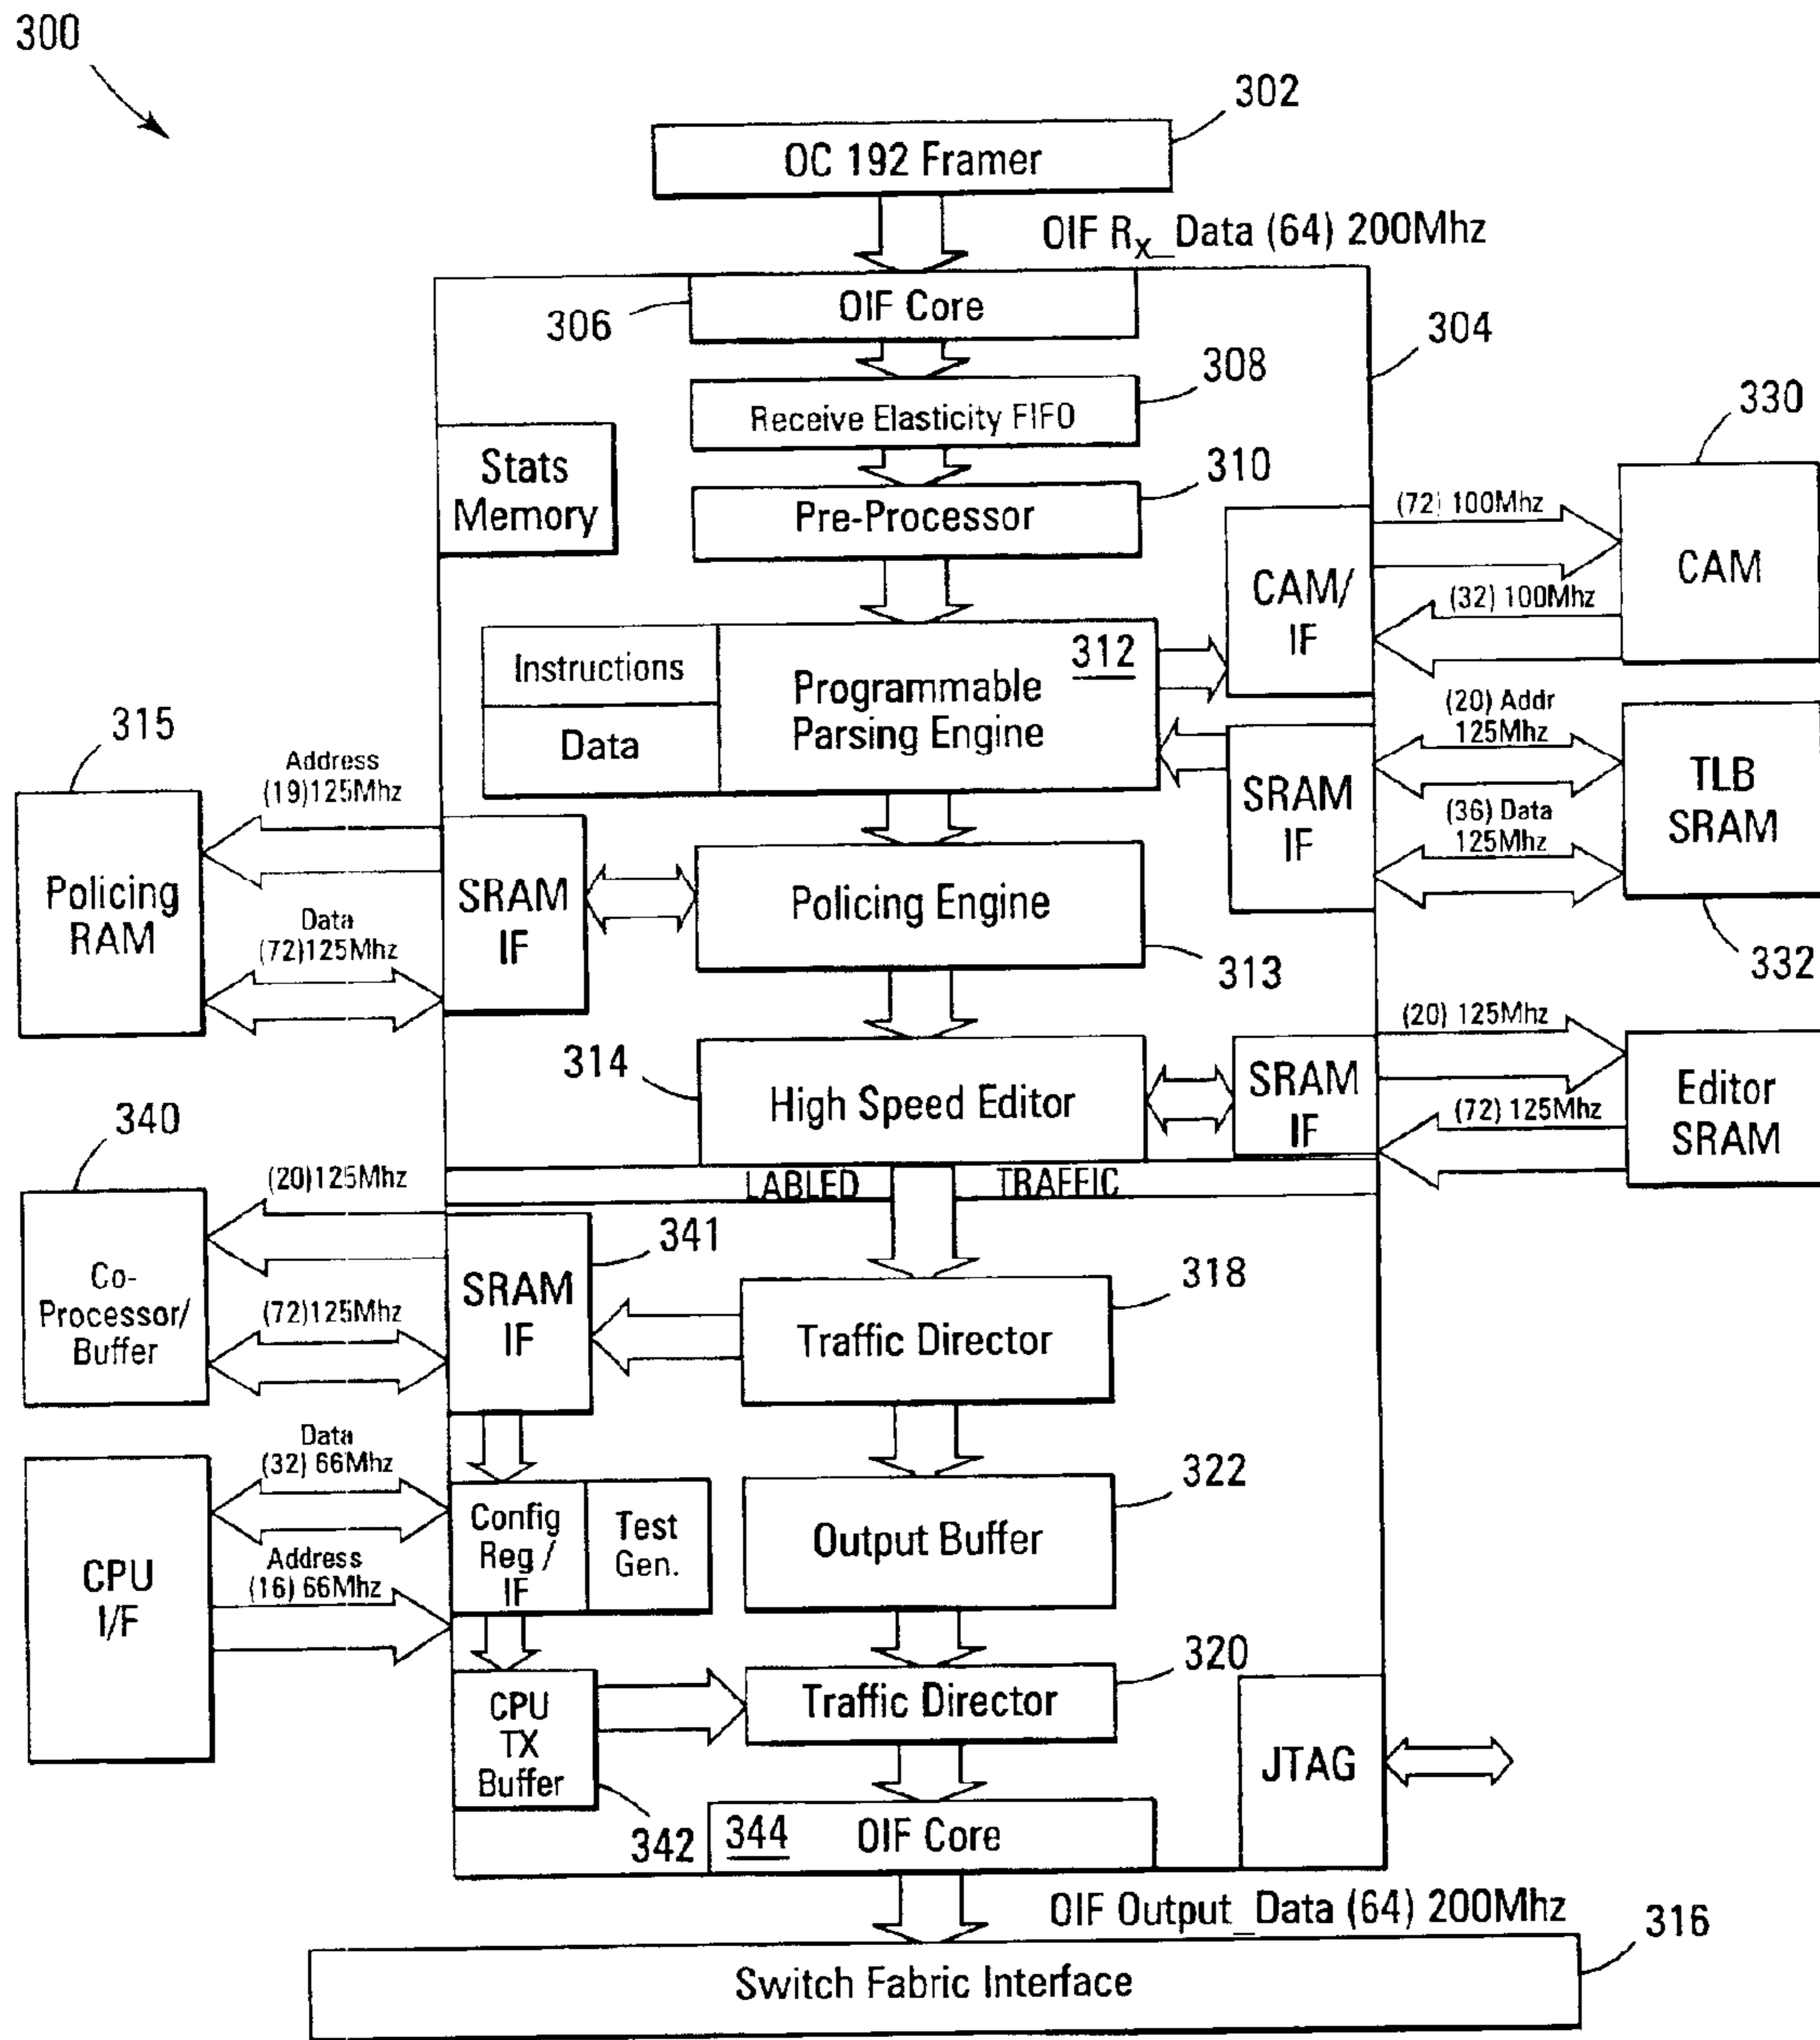 300
302
OC 192 Framer
OIF Rx_Data (64) 200Mhz
306
OIF Core
304
308
Receive Elasticity FIFO
Stats
Memory
310
Pre-Processor
330
CAM/
IF
(72) 100Mhz
(32) 100Mhz
CAM
Instructions
Data
312
Programmable
Parsing Engine
SRAM
IF
(20) Addr
125Mhz
(36) Data
125Mhz
TLB
SRAM
332
315
Policing
RAM
Address
(19)125Mhz
Data
(72)125Mhz
SRAM
IF
Policing Engine
313
314
High Speed Editor
SRAM
IF
(20) 125Mhz
(72) 125Mhz
Editor
SRAM
LABLED TRAFFIC
340
Co-
Processor/
Buffer
(20)125Mhz
(72)125Mhz
SRAM
IF
341
318
Traffic Director
CPU
I/F
Data
(32) 66Mhz
Address
(16) 66Mhz
Config
Reg /
IF
Test
Gen.
322
Output Buffer
CPU
TX
Buffer
342
320
Traffic Director
JTAG
344
OIF Core
OIF Output_Data (64) 200Mhz
316
Switch Fabric Interface